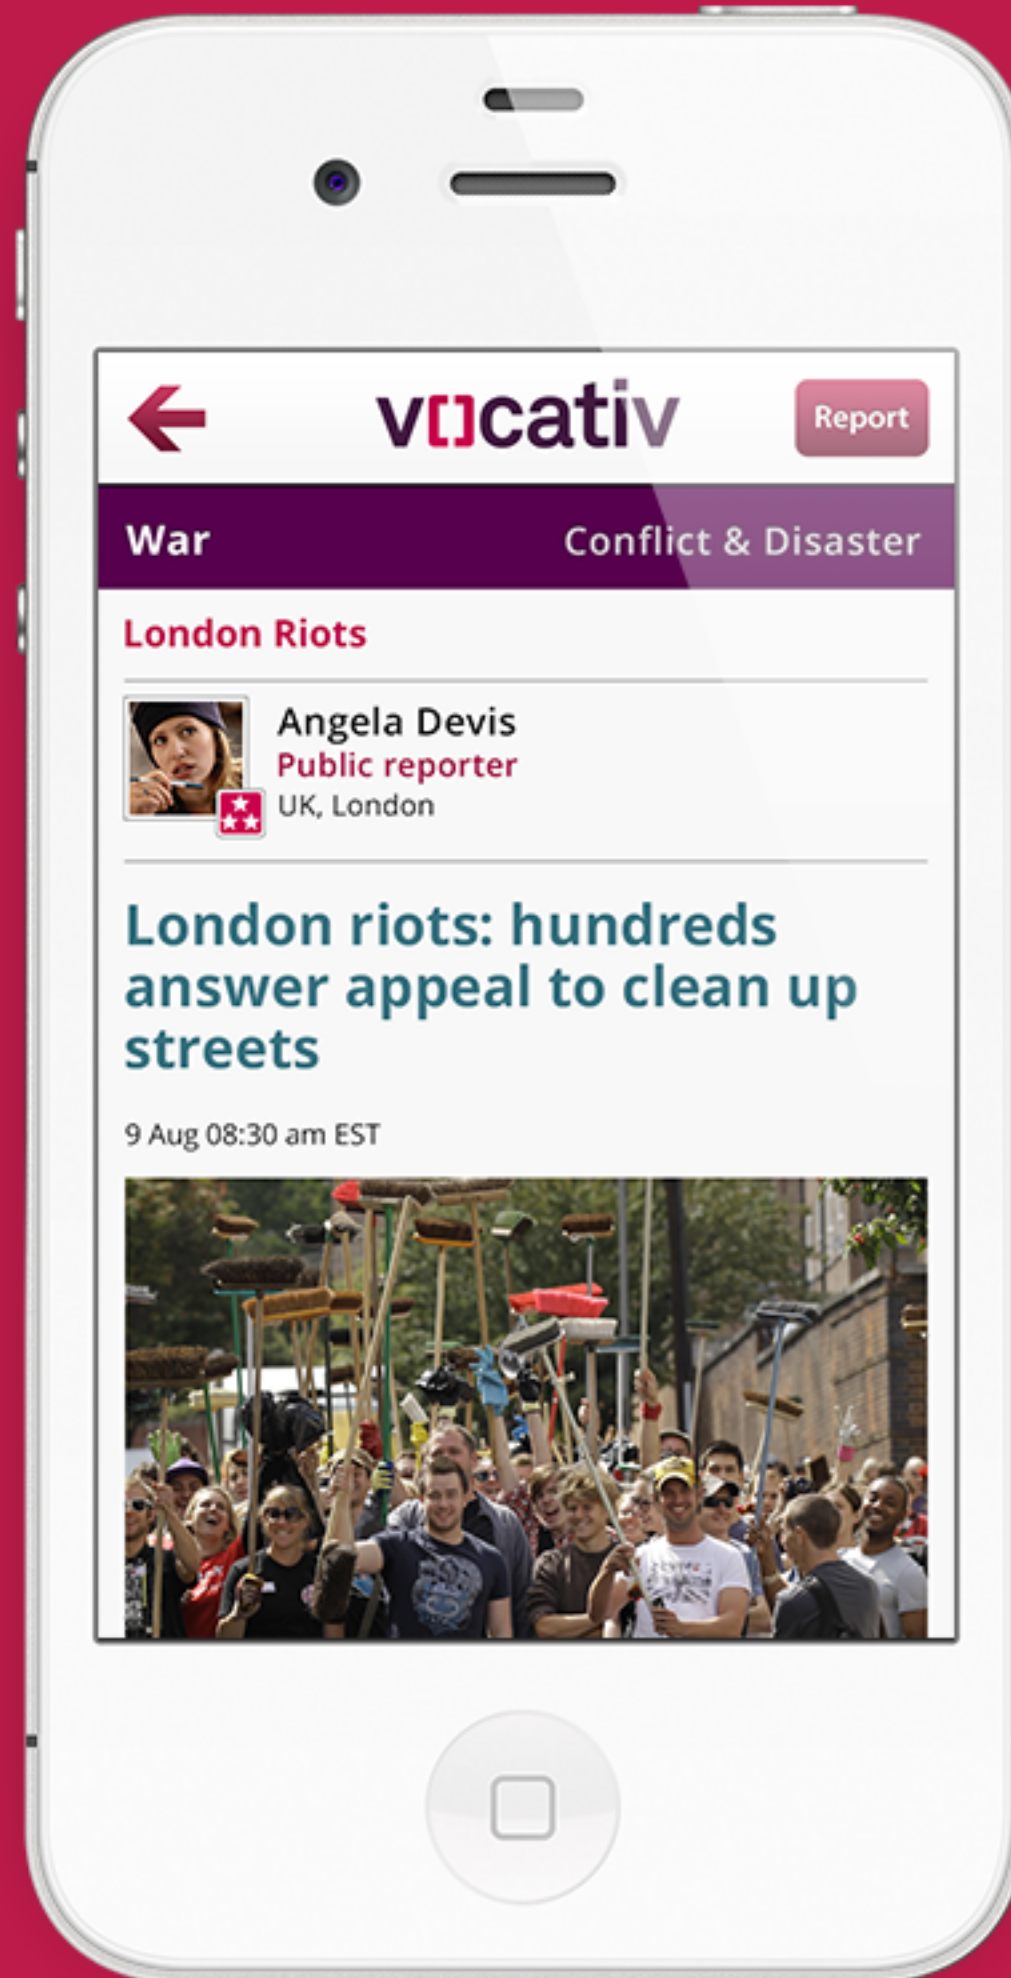 vocativ
Report
War
Conflict & Disaster
London Riots
Angela Devis
Public reporter
UK, London
London riots: hundreds
answer appeal to clean up
streets
9 Aug 08:30 am EST